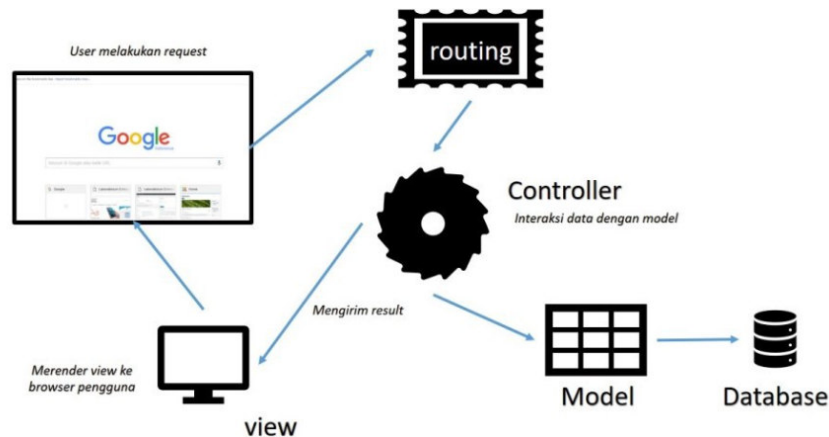 User melakukan request
routing
Google
Controller
Interaksi data dengan model
Mengirim result
Merender view ke
browser pengguna
view
Model
Database